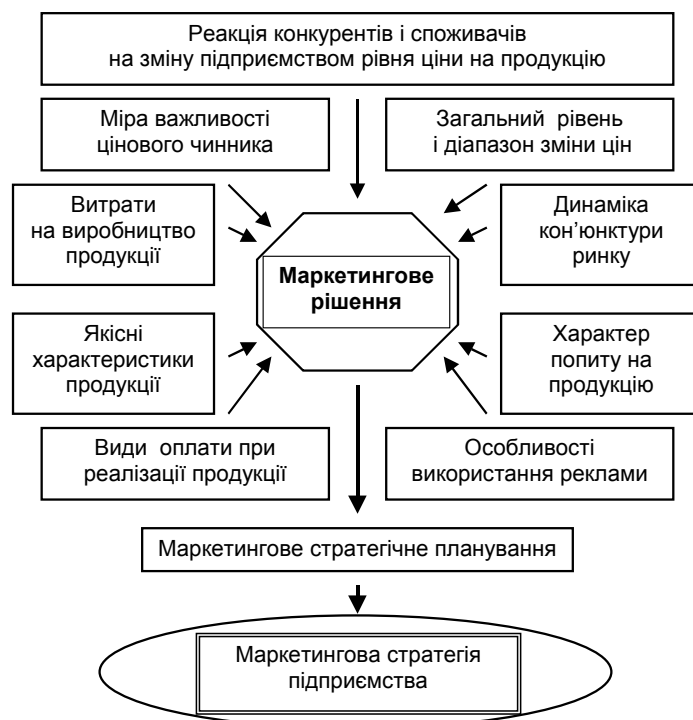 Реакція конкурентів і споживачів
на зміну підприємством рівня ціни на продукцію
Міра важливості
цінового чинника
Загальний рівень
і діапазон зміни цін
Витрати
на виробництво
продукції
Динаміка
кон’юнктури
ринку
Маркетингове
рішення
Якісні
характеристики
продукції
Характер
попиту на
продукцію
Види оплати при
реалізації продукції
Особливості
використання реклами
Маркетингове стратегічне планування
Маркетингова стратегія
підприємства